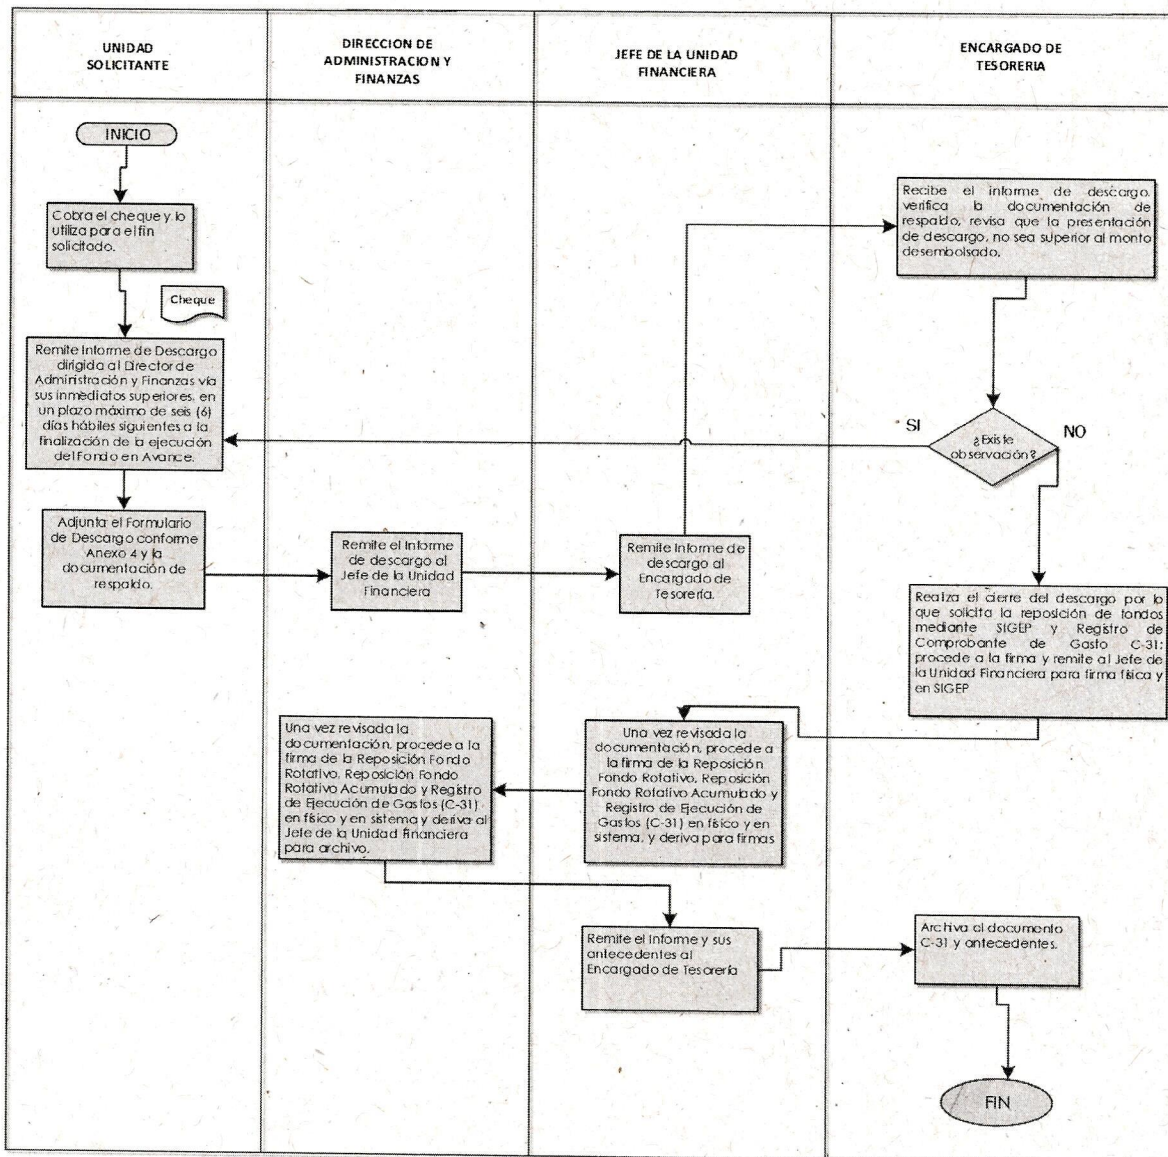 UNIDAD
SOLICITANTE
DIRECCION DE
ADMINISTRACION Y
FINANZAS
JEFE DE LA UNIDAD
FINANCIERA
ENCARGADO DE
TESORERIA
INICIO
Cobra el cheque y lo
utiliza para el fin
solicitado.
Cheque
Remite Informe de Descargo
dirigida al Director de
Administración y Finanzas vía
sus inmediatos superiores, en
un plazo máximo de seis (6)
días hábiles siguientes a la
finalización de la ejecución
del Fondo en Avance.
Adjunta el Formulario
de Descargo conforme
Anexo 4 y la
documentación de
respaldo.
Remite el Informe
de descargo al
Jefe de la Unidad
Financiera
Remite Informe de
descargo al
Encargado de
Tesorería.
Recibe el informe de descargo,
verifica la documentación de
respaldo, revisa que la presentación
de descargo, no sea superior al monto
desembolsado.
SI
¿Existe
observación?
NO
Realza el cierre del descargo por lo
que solicita la reposición de fondos
mediante SIGEP y Registro de
Comprobante de Gasto C-31;
procede a la firma y remite al Jefe de
la Unidad Financiera para firma física y
en SIGEP
Una vez revisada la
documentación, procede a
la firma de la Reposición
Fondo Rotativo, Reposición
Fondo Rotativo Acumulado y
Registro de Ejecución de
Gastos (C-31) en físico y en
sistema, y deriva para firmas
Una vez revisada la
documentación, procede a la
firma de la Reposición Fondo
Rotativo, Reposición Fondo
Rotativo Acumulado y Registro
de Ejecución de Gastos (C-31)
en físico y en sistema y deriva al
Jefe de la Unidad Financiera
para archivo.
Remite el Informe y sus
antecedentes al
Encargado de Tesorería
Archiva el documento
C-31 y antecedentes.
FIN